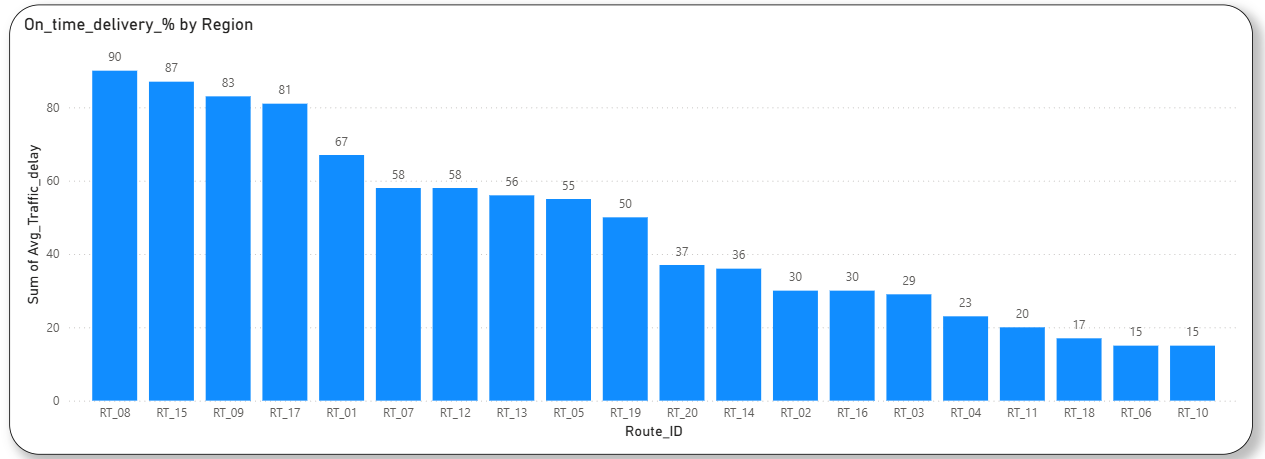 On_time_delivery_% by Region
Sum of Avg_Traffic_delay
80
60
40
20
0
90 87 83 81 67 58 58 56 55 50 37 36 30 30 29 23 20 17 15 15
RT_08 RT_15 RT_09 RT_17 RT_01 RT_07 RT_12 RT_13 RT_05 RT_19 RT_20 RT_14 RT_02 RT_16 RT_03 RT_04 RT_11 RT_18 RT_06 RT_10
Route_ID